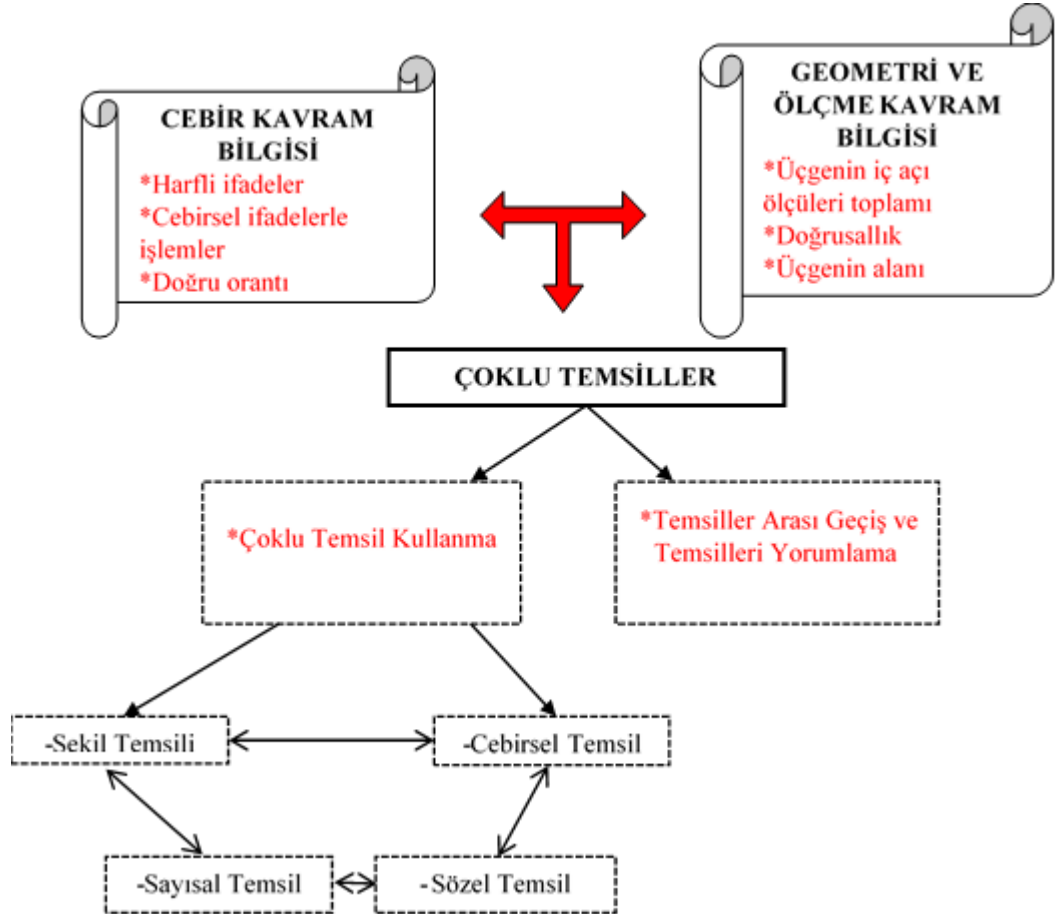 CEBİR KAVRAM
BİLGİSİ
*Harfli ifadeler
*Cebirsel ifadelerle
işlemler
*Doğru orantı
GEOMETRİ VE
ÖLÇME KAVRAM
BİLGİSİ
*Üçgenin iç açı
ölçüleri toplamı
*Doğrusallık
*Üçgenin alanı
ÇOKLU TEMSİLLER
*Çoklu Temsil Kullanma
*Temsiller Arası Geçiş ve
Temsilleri Yorumlama
-Sekil Temsili
-Cebirsel Temsil
-Sayısal Temsil
-Sözel Temsil